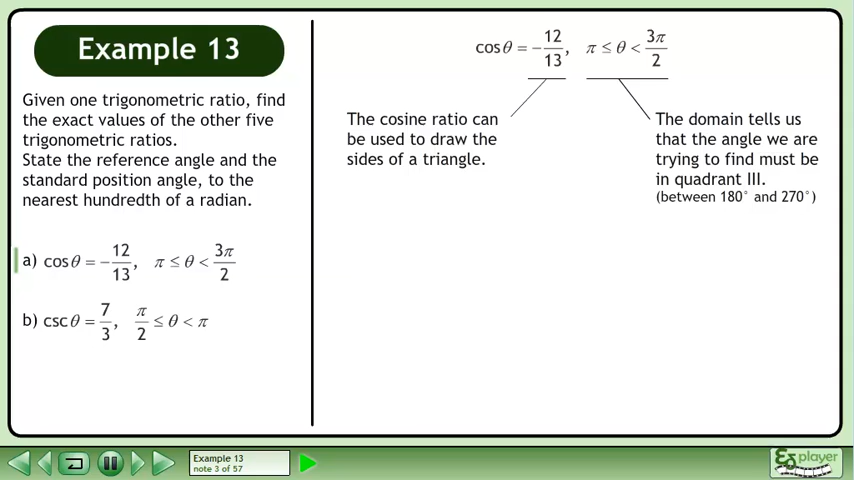 Example 13
Given one trigonometric ratio, find
the exact values of the other five
trigonometric ratios.
State the reference angle and the
standard position angle, to the
nearest hundredth of a radian.
a) cosθ = -12/13, π ≤ θ < 3π/2
b) cscθ = 7/3, π/2 ≤ θ < π
cosθ = -12/13, π ≤ θ < 3π/2
The cosine ratio can
be used to draw the
sides of a triangle.
The domain tells us
that the angle we are
trying to find must be
in quadrant III.
(between 180° and 270°)
Example 13
note 3 of 57
player